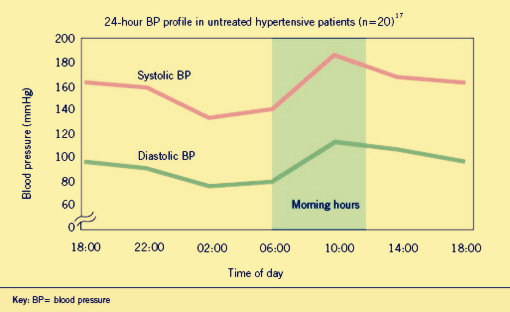 24-hour BP profile in untreated hypertensive patients (n=20)17
200
180
160
140
120
100
80
60
0
Blood pressure (mmHg)
Systolic BP
Diastolic BP
Morning hours
18:00 22:00 02:00 06:00 10:00 14:00 18:00
Time of day
Key: BP= blood pressure